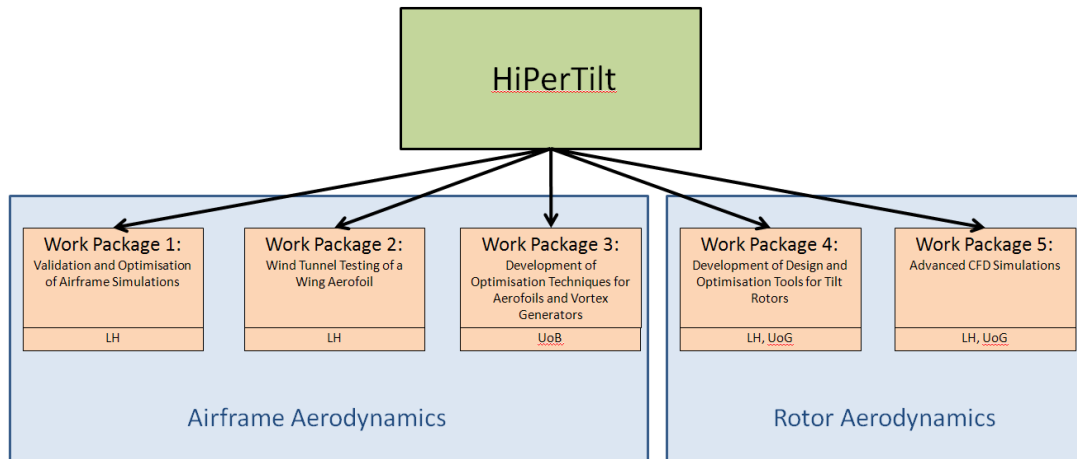 HiPerTilt
Work Package 1:
Validation and Optimisation
of Airframe Simulations
LH
Work Package 2:
Wind Tunnel Testing of a
Wing Aerofoil
LH
Work Package 3:
Development of
Optimisation Techniques for
Aerofoils and Vortex
Generators
UoB
Work Package 4:
Development of Design and
Optimisation Tools for Tilt
Rotors
LH, UoG
Work Package 5:
Advanced CFD Simulations
LH, UoG
Airframe Aerodynamics
Rotor Aerodynamics